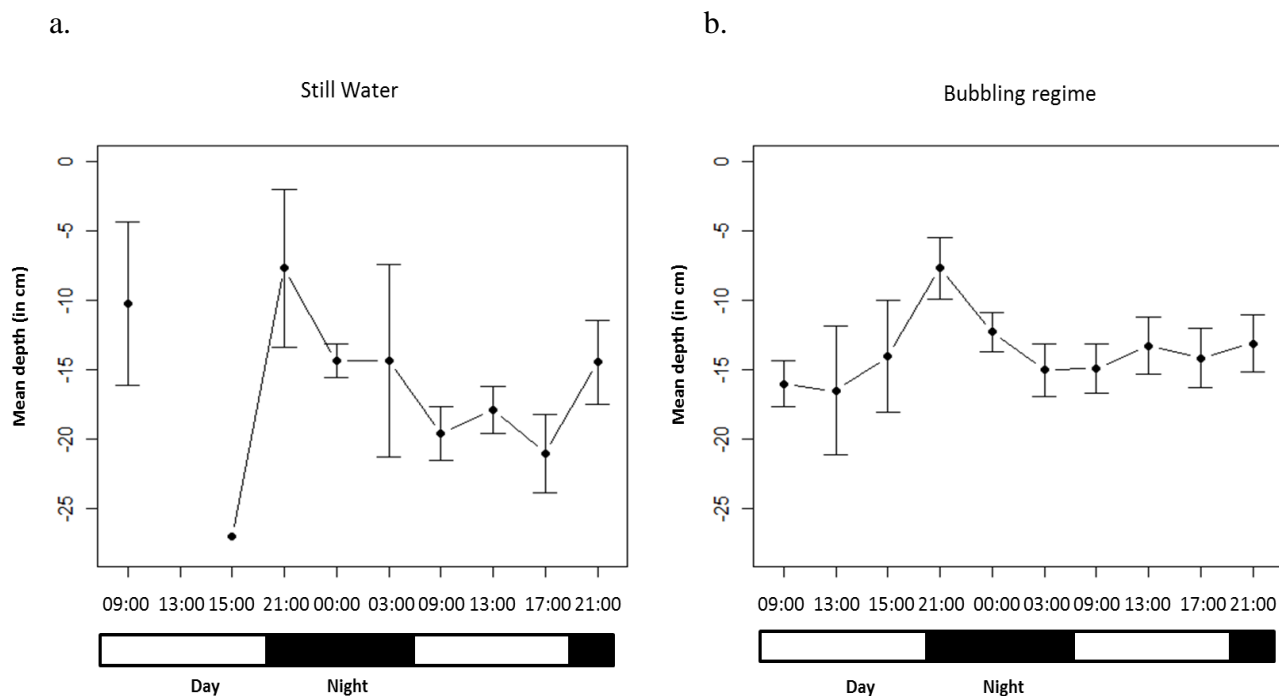 a.
Still Water
Mean depth (in cm)
0
-5
-10
-15
-20
-25
09:00 13:00 15:00 21:00 00:00 03:00 09:00 13:00 17:00 21:00
Day Night
b.
Bubbling regime
Mean depth (in cm)
0
-5
-10
-15
-20
-25
09:00 13:00 15:00 21:00 00:00 03:00 09:00 13:00 17:00 21:00
Day Night